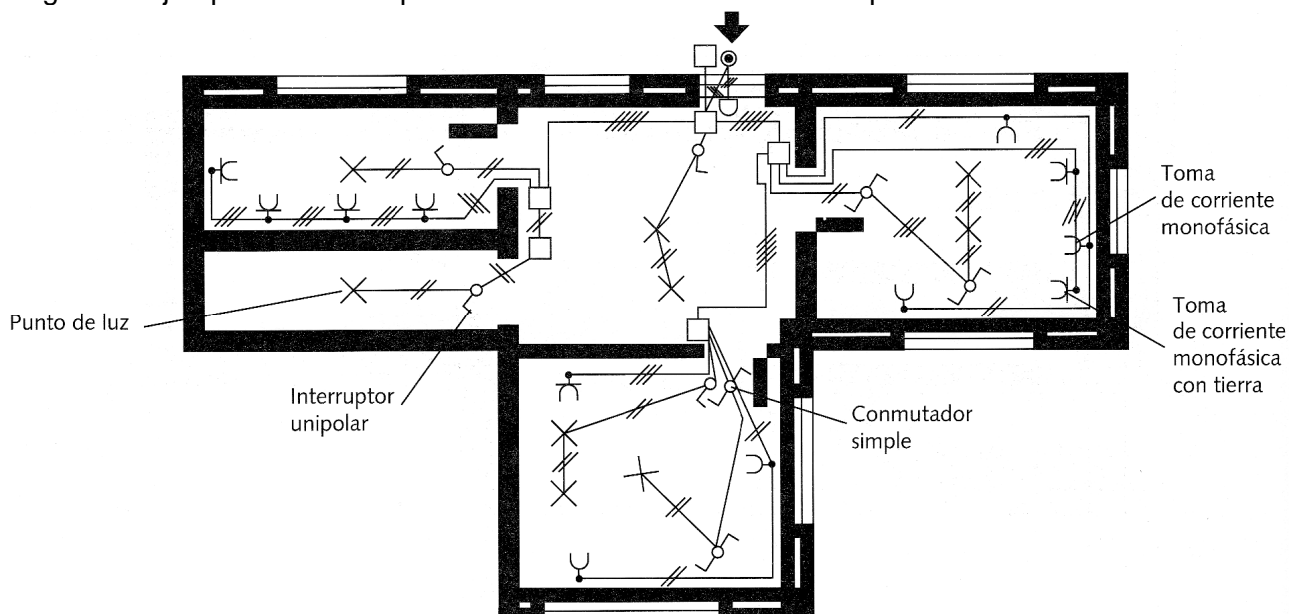 Toma
de corriente
monofásica
Toma
de corriente
monofásica
con tierra
Punto de luz
Interruptor
unipolar
Conmutador
simple